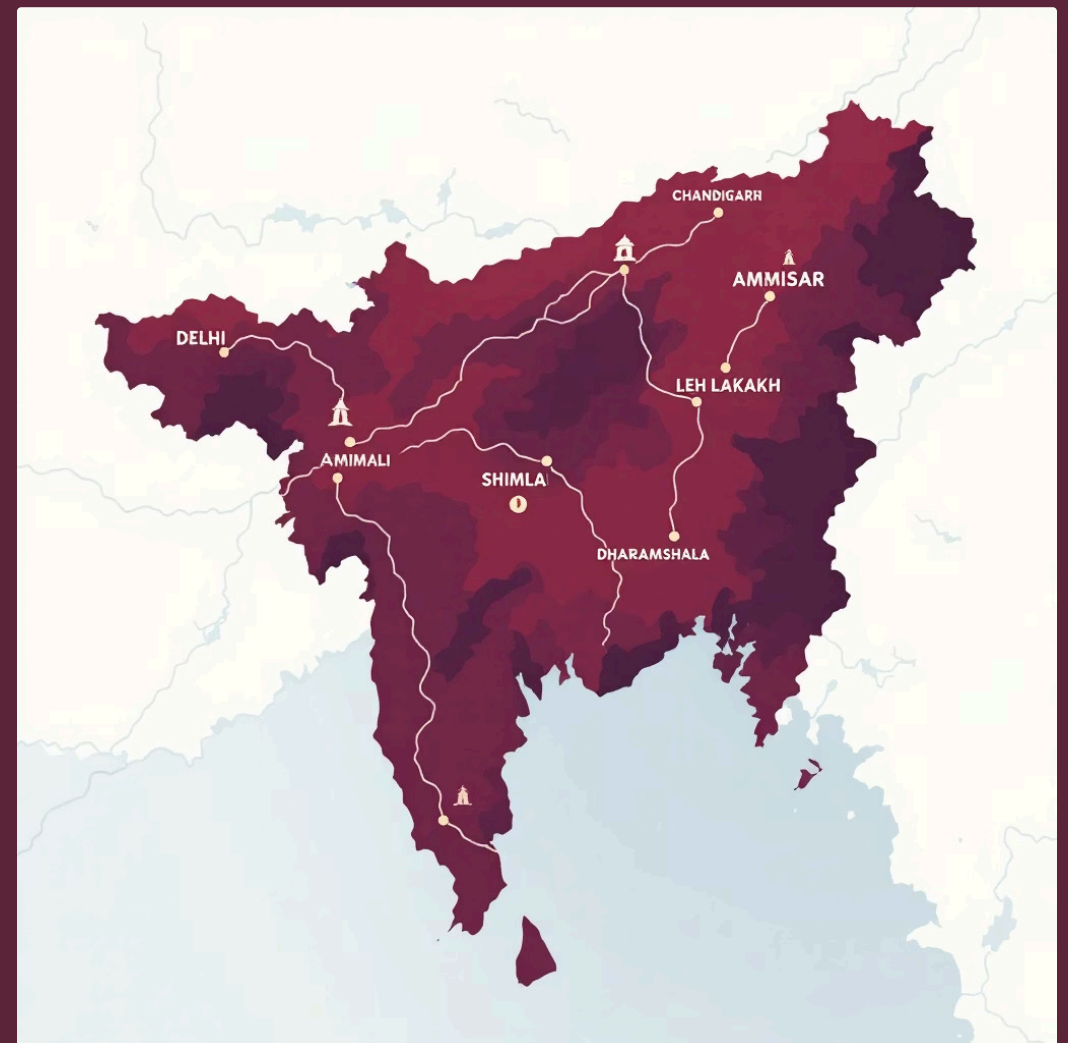 CHANDIGARH
AMMISAR
DELHI
LEH LAKAKH
AMIMALI
SHIMLA
DHARAMSHALA